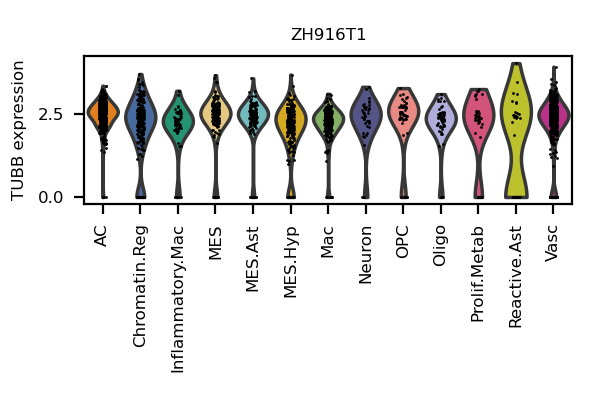 ZH916T1
TUBB expression
2.5
0.0
AC
Chromatin.Reg
Inflammatory.Mac
MES
MES.Ast
MES.Hyp
Mac
Neuron
OPC
Oligo
Prolif.Metab
Reactive.Ast
Vasc